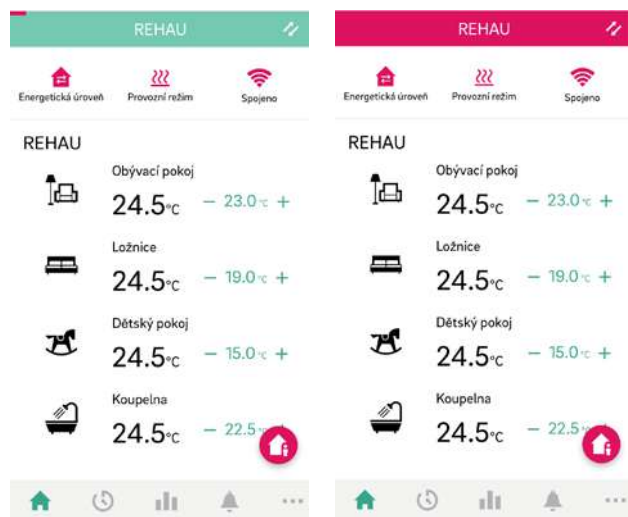 REHAU
Energetická úroveň
Provozní režim
Spojeno
REHAU
Obývací pokoj
24.5°C − 23.0°C +
Ložnice
24.5°C − 19.0°C +
Dětský pokoj
24.5°C − 15.0°C +
Koupelna
24.5°C − 22.5
REHAU
Energetická úroveň
Provozní režim
Spojeno
REHAU
Obývací pokoj
24.5°C − 23.0°C +
Ložnice
24.5°C − 19.0°C +
Dětský pokoj
24.5°C − 15.0°C +
Koupelna
24.5°C − 22.5